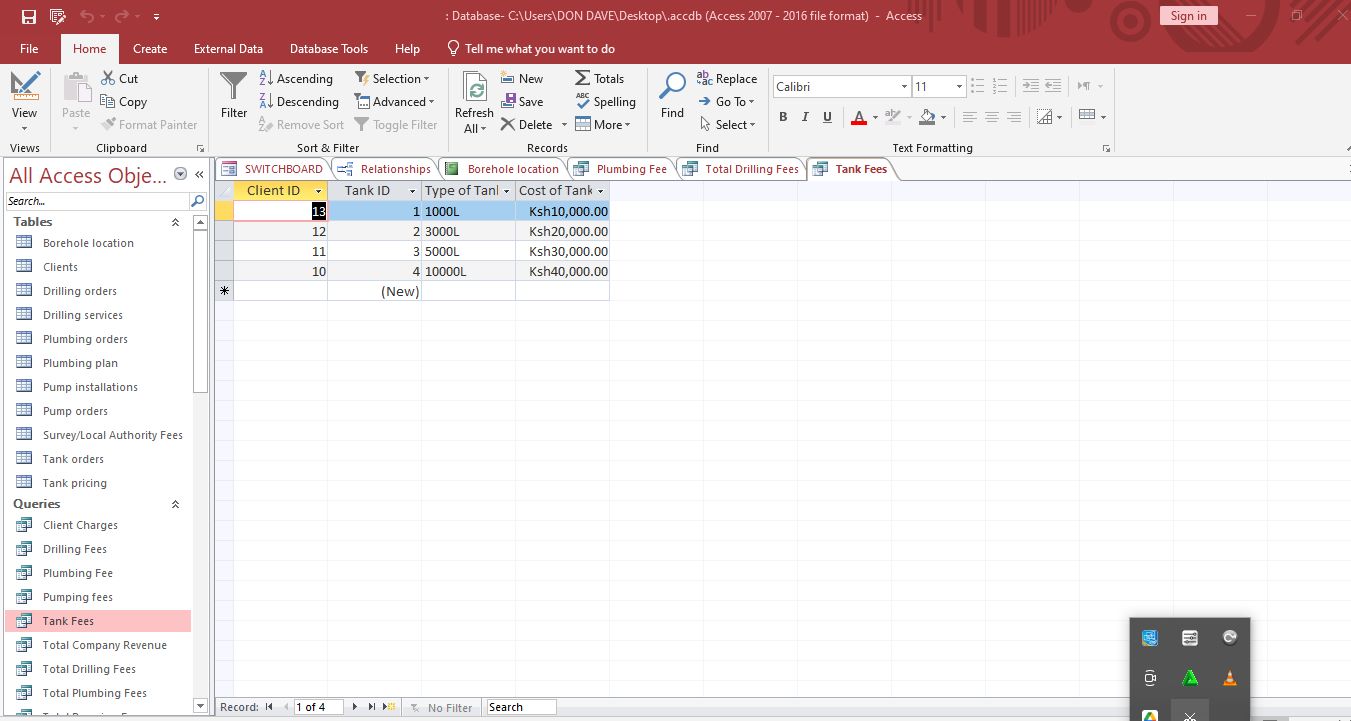 : Database- C:\Users\DON DAVE\Desktop\.accdb (Access 2007 - 2016 file format)  -  Access
Sign in
File Home Create External Data Database Tools Help Tell me what you want to do
View
Views
Paste
Cut
Copy
Format Painter
Clipboard
Filter
Ascending
Descending
Remove Sort
Selection
Advanced
Toggle Filter
Sort & Filter
Refresh
All
New
Save
Delete
Totals
Spelling
More
Records
Find
Replace
Go To
Select
Find
Calibri
11
B I U
Text Formatting
All Access Obje...
Search...
Tables
Borehole location
Clients
Drilling orders
Drilling services
Plumbing orders
Plumbing plan
Pump installations
Pump orders
Survey/Local Authority Fees
Tank orders
Tank pricing
Queries
Client Charges
Drilling Fees
Plumbing Fee
Pumping fees
Tank Fees
Total Company Revenue
Total Drilling Fees
Total Plumbing Fees
SWITCHBOARD Relationships Borehole location Plumbing Fee Total Drilling Fees Tank Fees
Client ID Tank ID Type of Tank Cost of Tank
13 1 1000L Ksh10,000.00
12 2 3000L Ksh20,000.00
11 3 5000L Ksh30,000.00
10 4 10000L Ksh40,000.00
(New)
Record: 1 of 4 No Filter Search